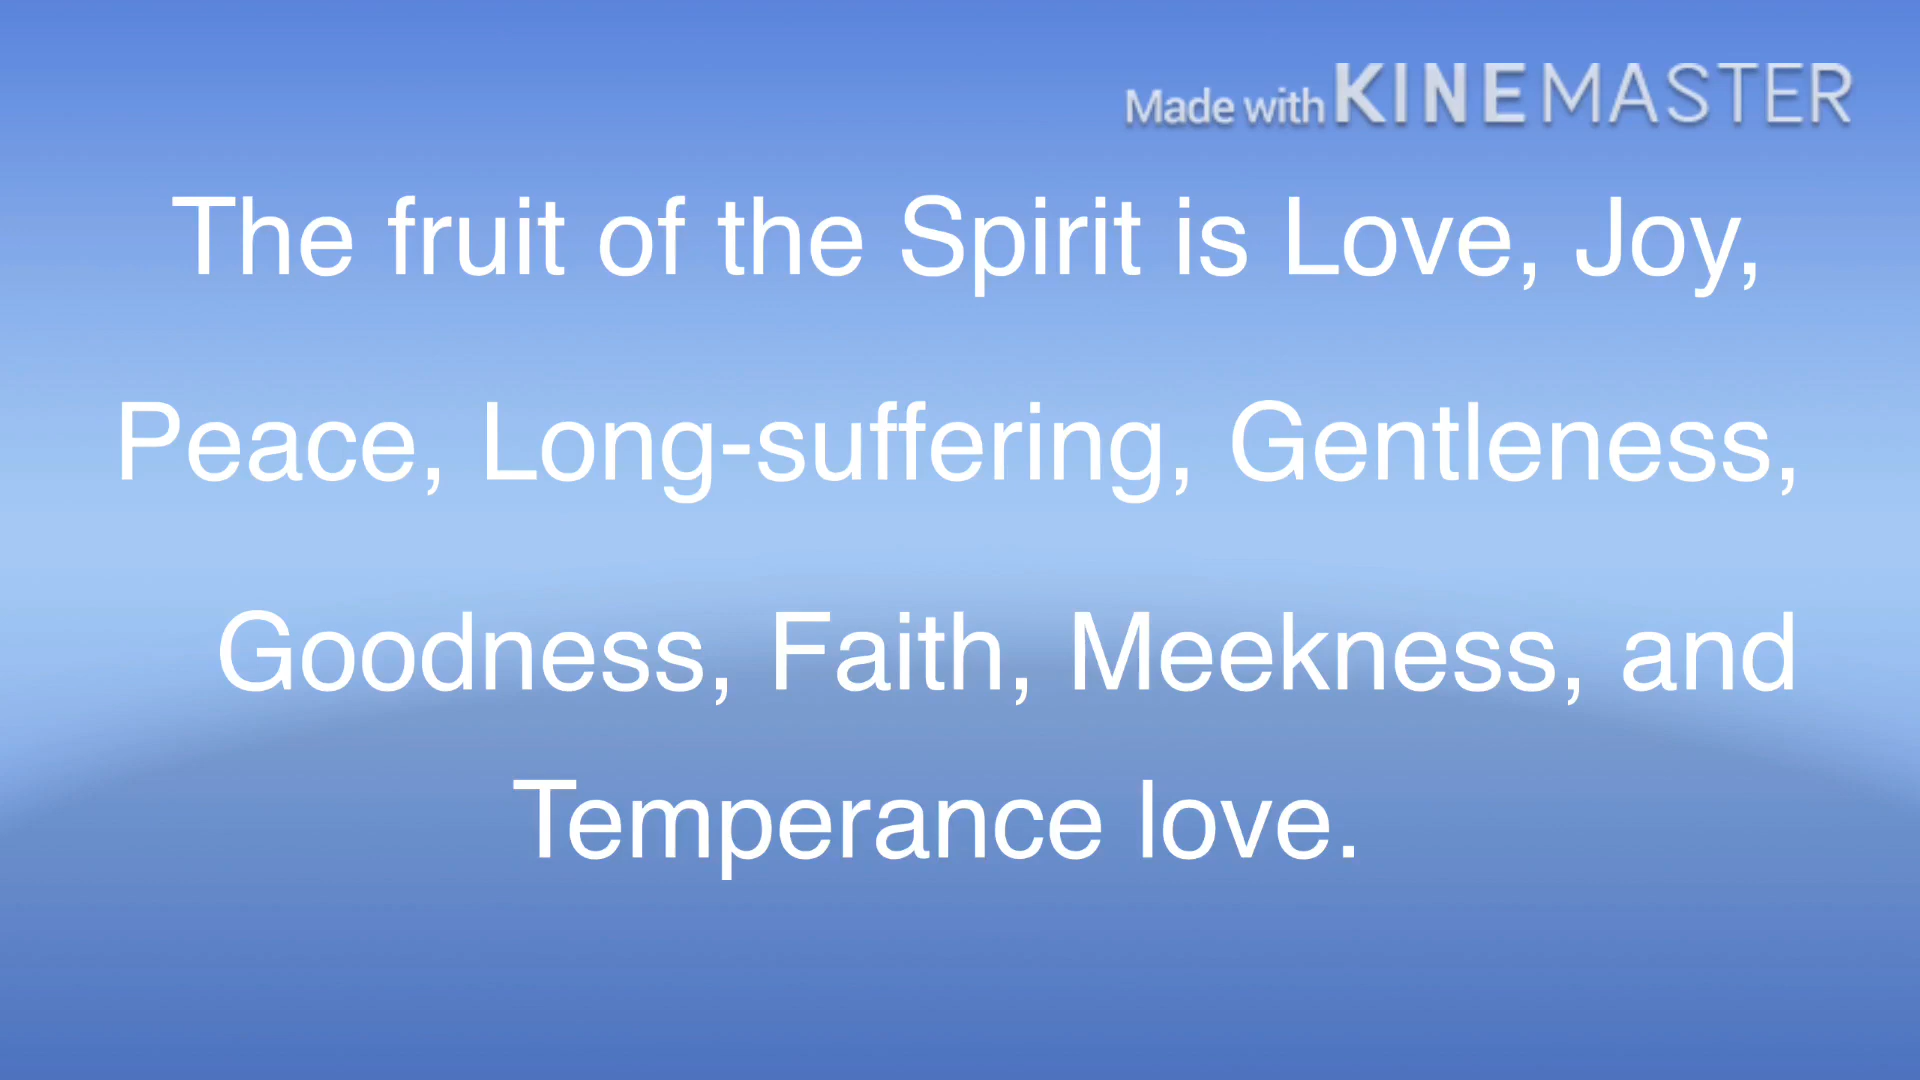 Made with KINEMASTER
The fruit of the Spirit is Love, Joy,
Peace, Long-suffering, Gentleness,
Goodness, Faith, Meekness, and
Temperance love.